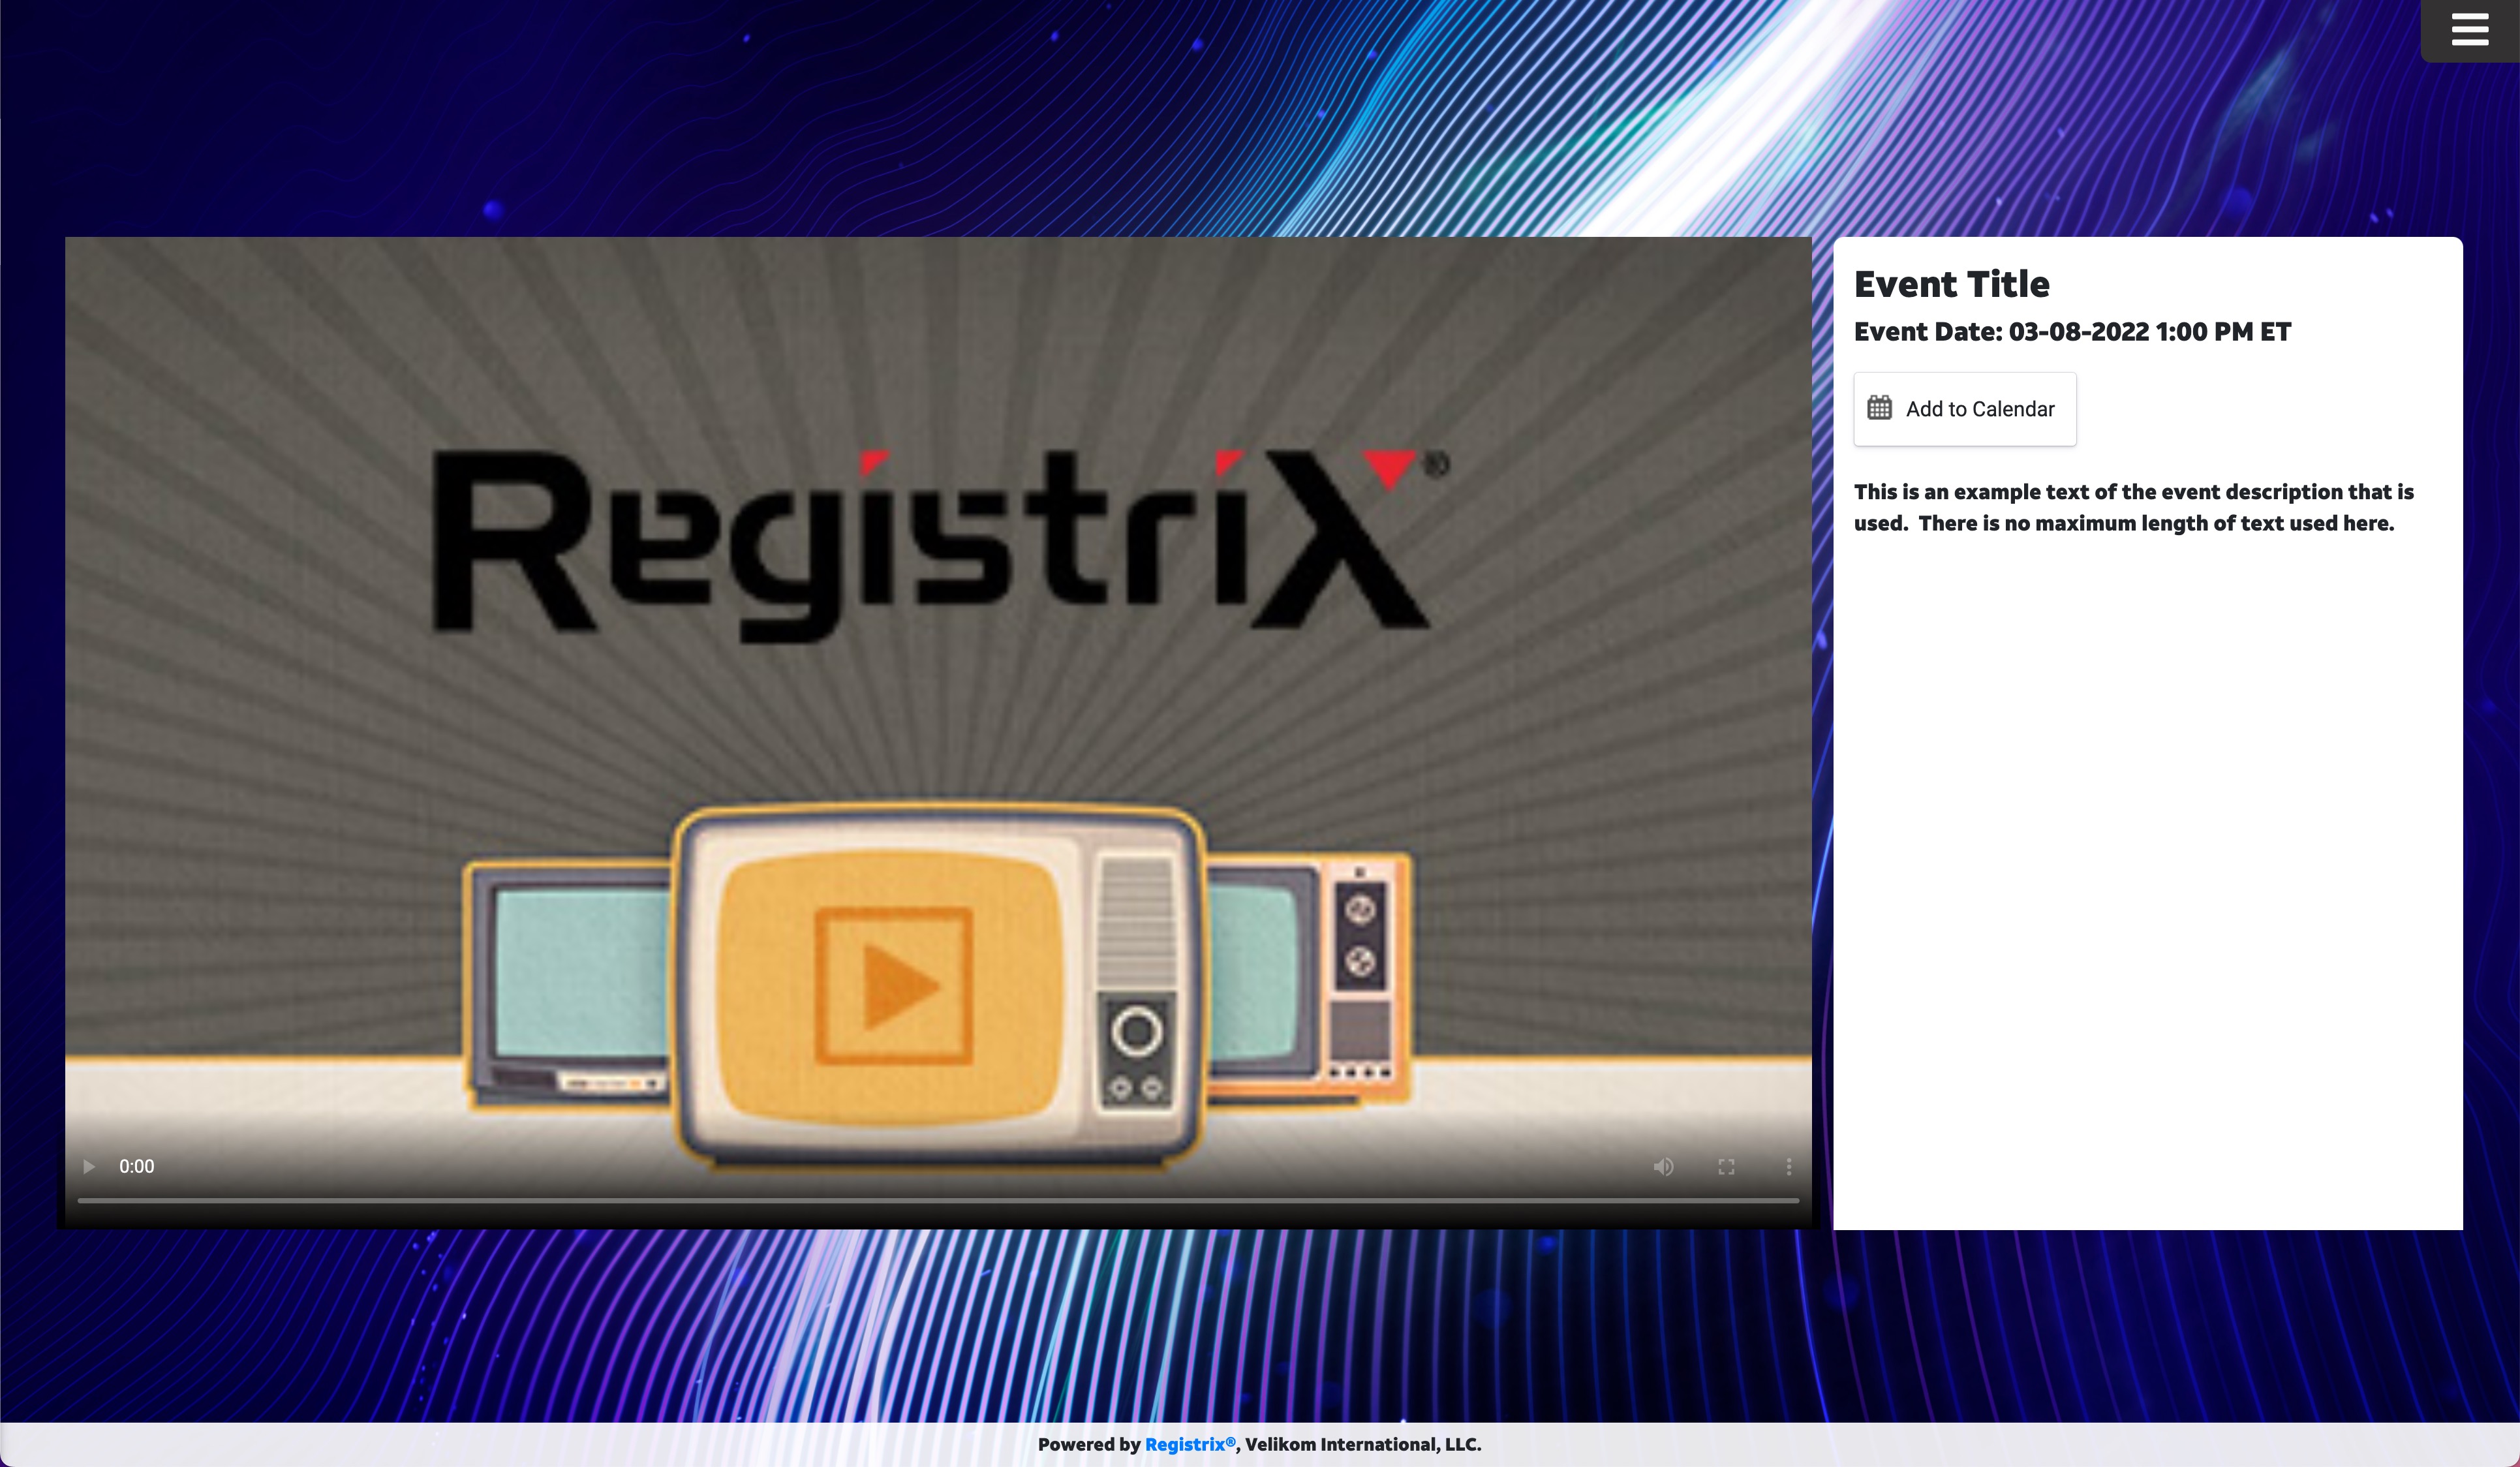 Registrix®
Event Title
Event Date: 03-08-2022 1:00 PM ET
Add to Calendar
This is an example text of the event description that is
used.  There is no maximum length of text used here.
0:00
Powered by Registrix®, Velikom International, LLC.